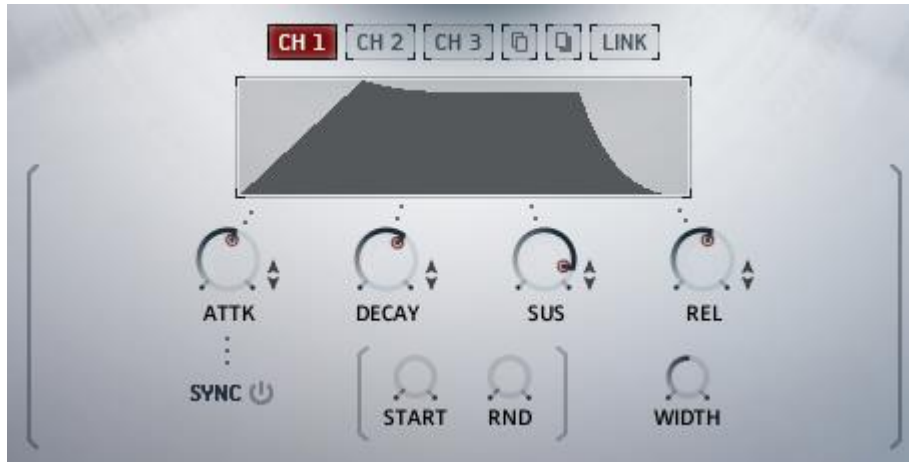 CH 1 CH 2 CH 3 LINK
ATTK DECAY SUS REL
SYNC
START RND WIDTH